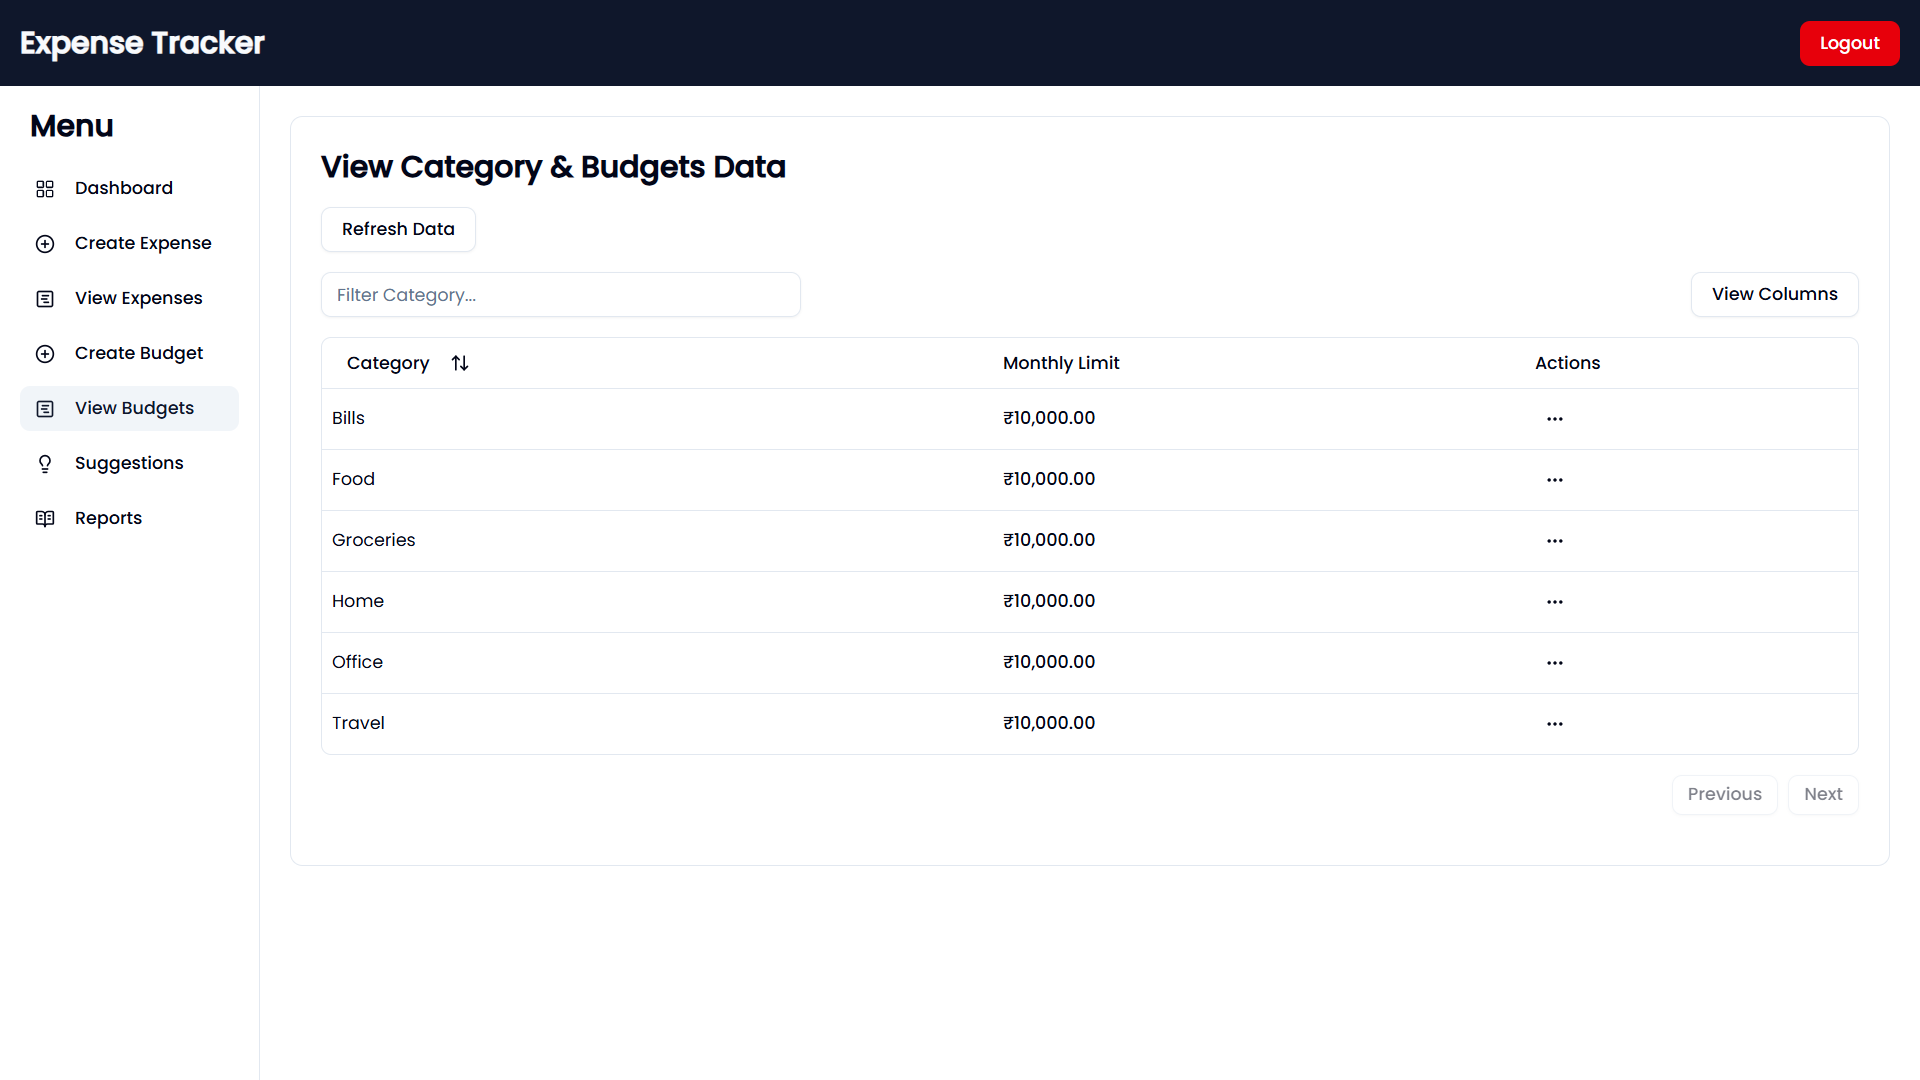 Expense Tracker
Logout
Menu
Dashboard
Create Expense
View Expenses
Create Budget
View Budgets
Suggestions
Reports
View Category & Budgets Data
Refresh Data
Filter Category...
View Columns
Category Monthly Limit Actions
Bills ₹10,000.00
Food ₹10,000.00
Groceries ₹10,000.00
Home ₹10,000.00
Office ₹10,000.00
Travel ₹10,000.00
Previous Next